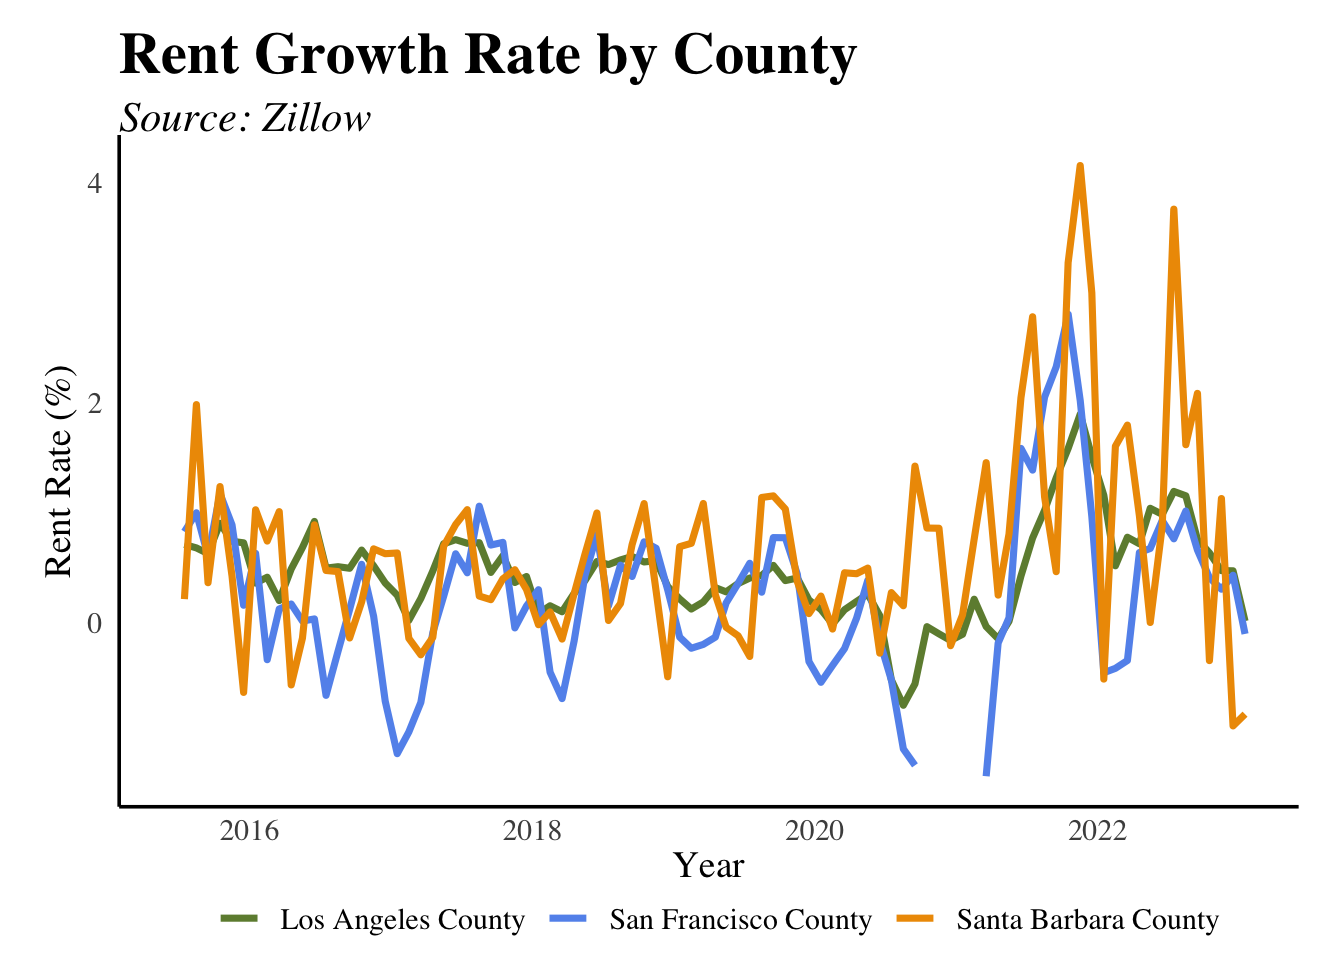 Rent Growth Rate by County
Source: Zillow
Rent Rate (%)
4
2
0
2016 2018 2020 2022
Year
Los Angeles County San Francisco County Santa Barbara County